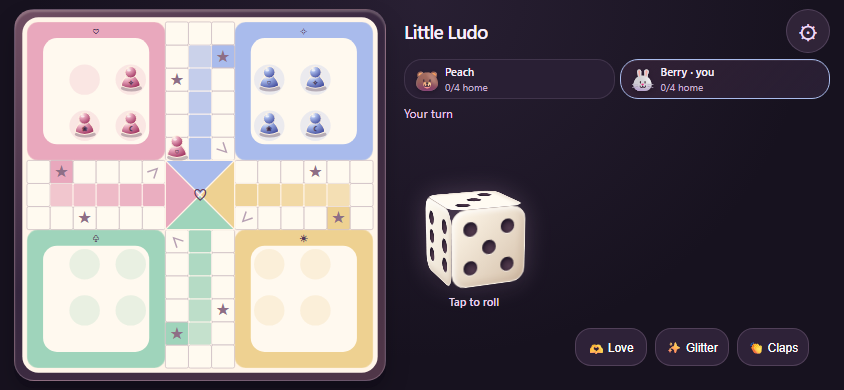 Little Ludo
Peach
0/4 home
Berry · you
0/4 home
Your turn
Tap to roll
Love
Glitter
Claps